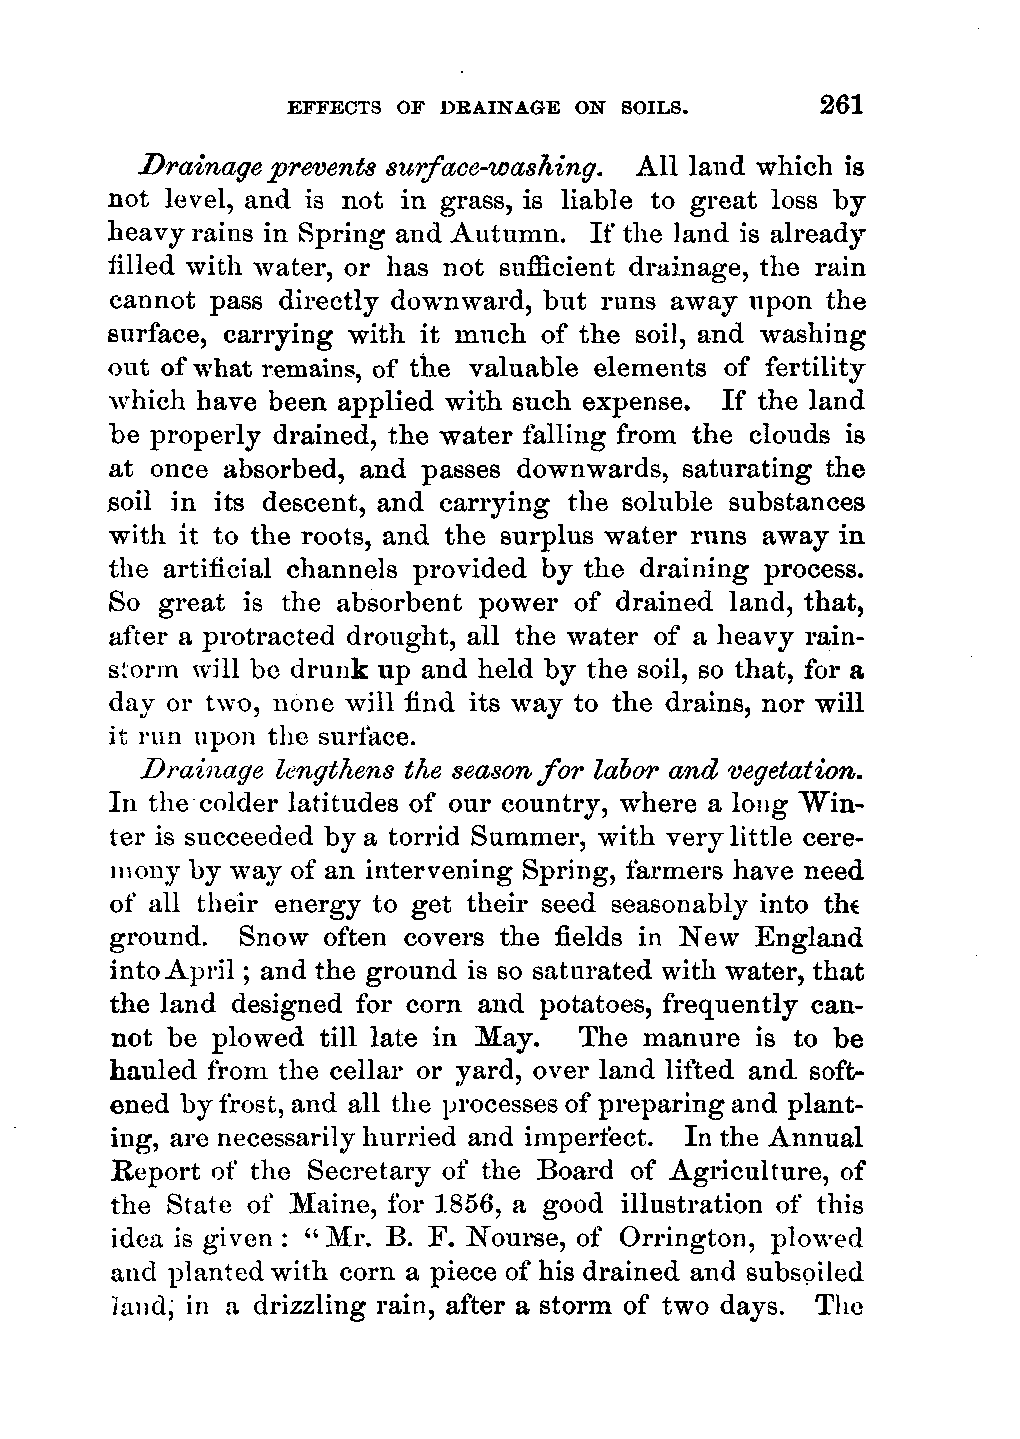 EFFECTS OF DRAINAGE ON SOILS. 261
Drainage prevents surface-washing. All land which is
not level, and is not in grass, is liable to great loss by
heavy rains in Spring and Autumn. If the land is already
filled with water, or has not sufficient drainage, the rain
cannot pass directly downward, but runs away upon the
surface, carrying with it much of the soil, and washing
out of what remains, of the valuable elements of fertility
which have been applied with such expense. If the land
be properly drained, the water falling from the clouds is
at once absorbed, and passes downwards, saturating the
soil in its descent, and carrying the soluble substances
with it to the roots, and the surplus water runs away in
the artificial channels provided by the draining process.
So great is the absorbent power of drained land, that,
after a protracted drought, all the water of a heavy rain-
storm will be drunk up and held by the soil, so that, for a
day or two, none will find its way to the drains, nor will
it run upon the surface.
Drainage lengthens the season for labor and vegetation.
In the colder latitudes of our country, where a long Win-
ter is succeeded by a torrid Summer, with very little cere-
mony by way of an intervening Spring, farmers have need
of all their energy to get their seed seasonably into the
ground. Snow often covers the fields in New England
into April ; and the ground is so saturated with water, that
the land designed for corn and potatoes, frequently can-
not be plowed till late in May. The manure is to be
hauled from the cellar or yard, over land lifted and soft-
ened by frost, and all the processes of preparing and plant-
ing, are necessarily hurried and imperfect. In the Annual
Report of the Secretary of the Board of Agriculture, of
the State of Maine, for 1856, a good illustration of this
idea is given : “Mr. B. F. Nourse, of Orrington, plowed
and planted with corn a piece of his drained and subsoiled
land, in a drizzling rain, after a storm of two days. The